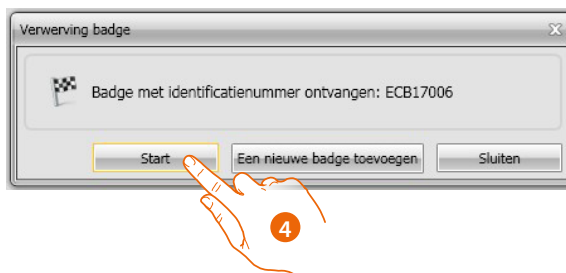 Verwerving badge
Badge met identificatienummer ontvangen: ECB17006
Start Een nieuwe badge toevoegen Sluiten
4